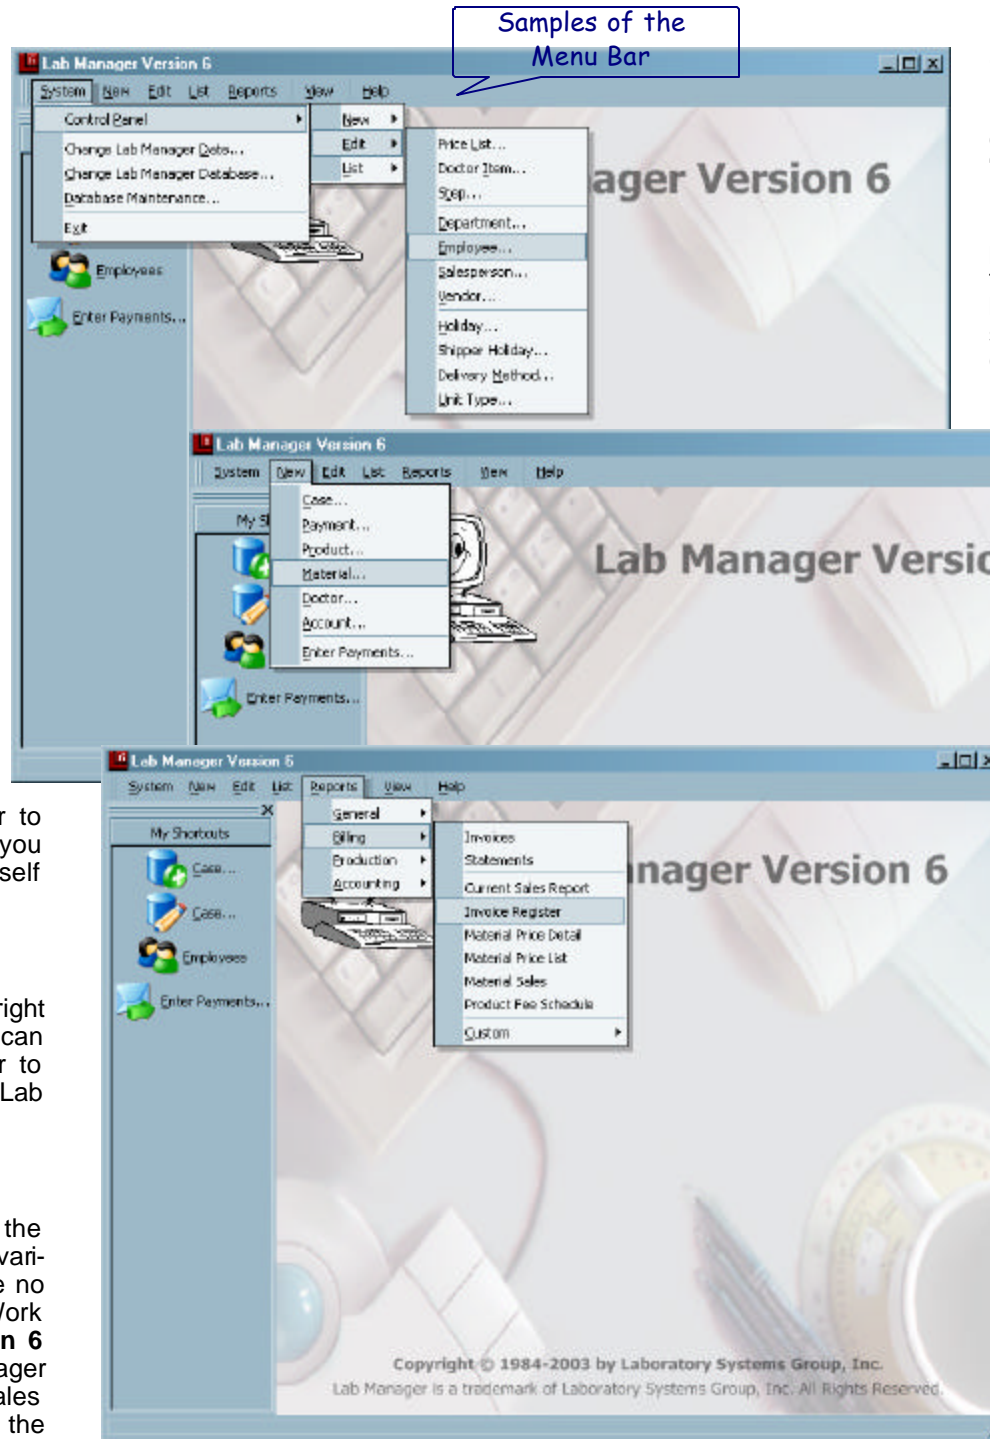 Samples of the
Menu Bar
Lab Manager Version 6
System New Edit List Reports View Help
Control Panel
Change Lab Manager Date...
Change Lab Manager Database...
Database Maintenance...
Exit
New
Edit
List
Price List...
Doctor Item...
Step...
Department...
Employee...
Salesperson...
Vendor...
Holiday...
Shipper Holiday...
Delivery Method...
Unit Type...
ager Version 6
Employees
Enter Payments...
Lab Manager Version 6
System New Edit List Reports View Help
My S
Case...
Payment...
Product...
Material...
Doctor...
Account...
Enter Payments...
Enter Payments...
Lab Manager Versio
Lab Manager Version 6
System New Edit List Reports View Help
My Shortcuts
Case...
Case...
Employees
Enter Payments...
General
Billing
Production
Accounting
Invoices
Statements
Current Sales Report
Invoice Register
Material Price Detail
Material Price List
Material Sales
Product Fee Schedule
Custom
nager Version 6
Copyright © 1984-2003 by Laboratory Systems Group, Inc.
Lab Manager is a trademark of Laboratory Systems Group, Inc. All Rights Reserved.
r to
you
self
right
can
r to
Lab
the
vari-
e no
Work
n 6
ager
ales
the